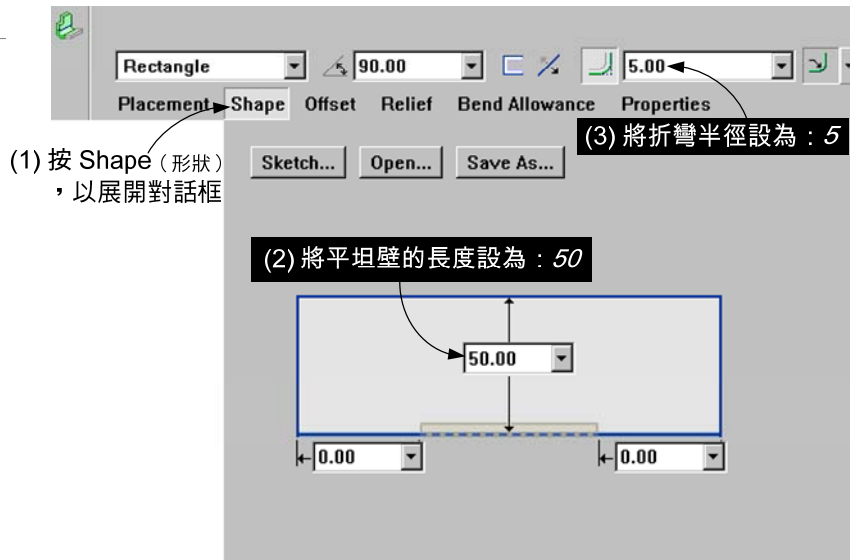 Rectangle 90.00 5.00
Placement Shape Offset Relief Bend Allowance Properties
(3) 將折彎半徑設為：5
(1) 按 Shape（形狀）
，以展開對話框
Sketch... Open... Save As...
(2) 將平坦壁的長度設為：50
50.00
0.00 0.00